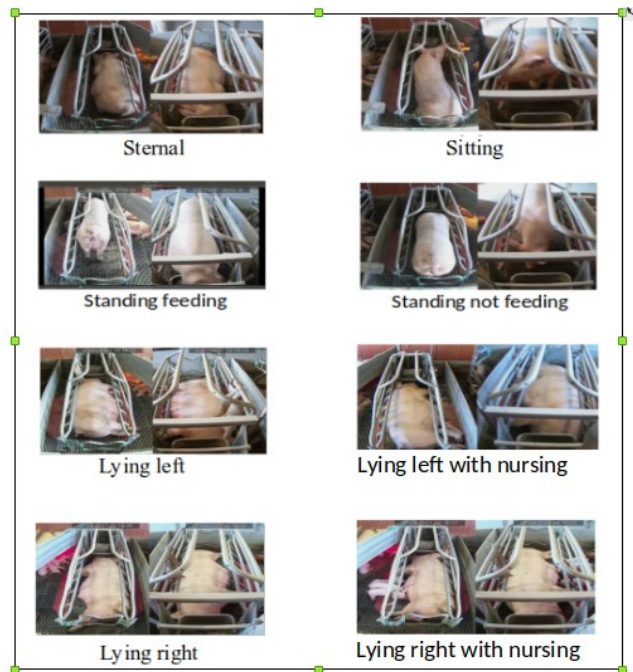 Sternal
Sitting
Standing feeding
Standing not feeding
Lying left
Lying left with nursing
Lying right
Lying right with nursing